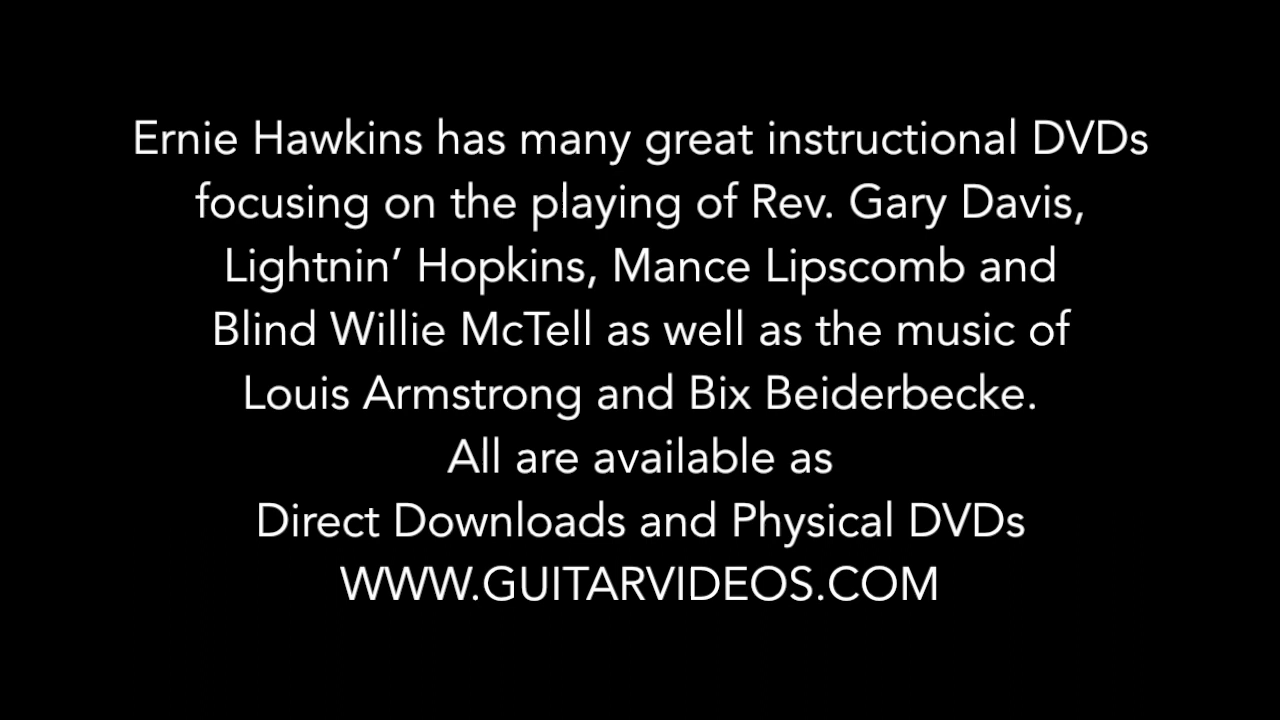 Ernie Hawkins has many great instructional DVDs
focusing on the playing of Rev. Gary Davis,
Lightnin’ Hopkins, Mance Lipscomb and
Blind Willie McTell as well as the music of
Louis Armstrong and Bix Beiderbecke.
All are available as
Direct Downloads and Physical DVDs
WWW.GUITARVIDEOS.COM